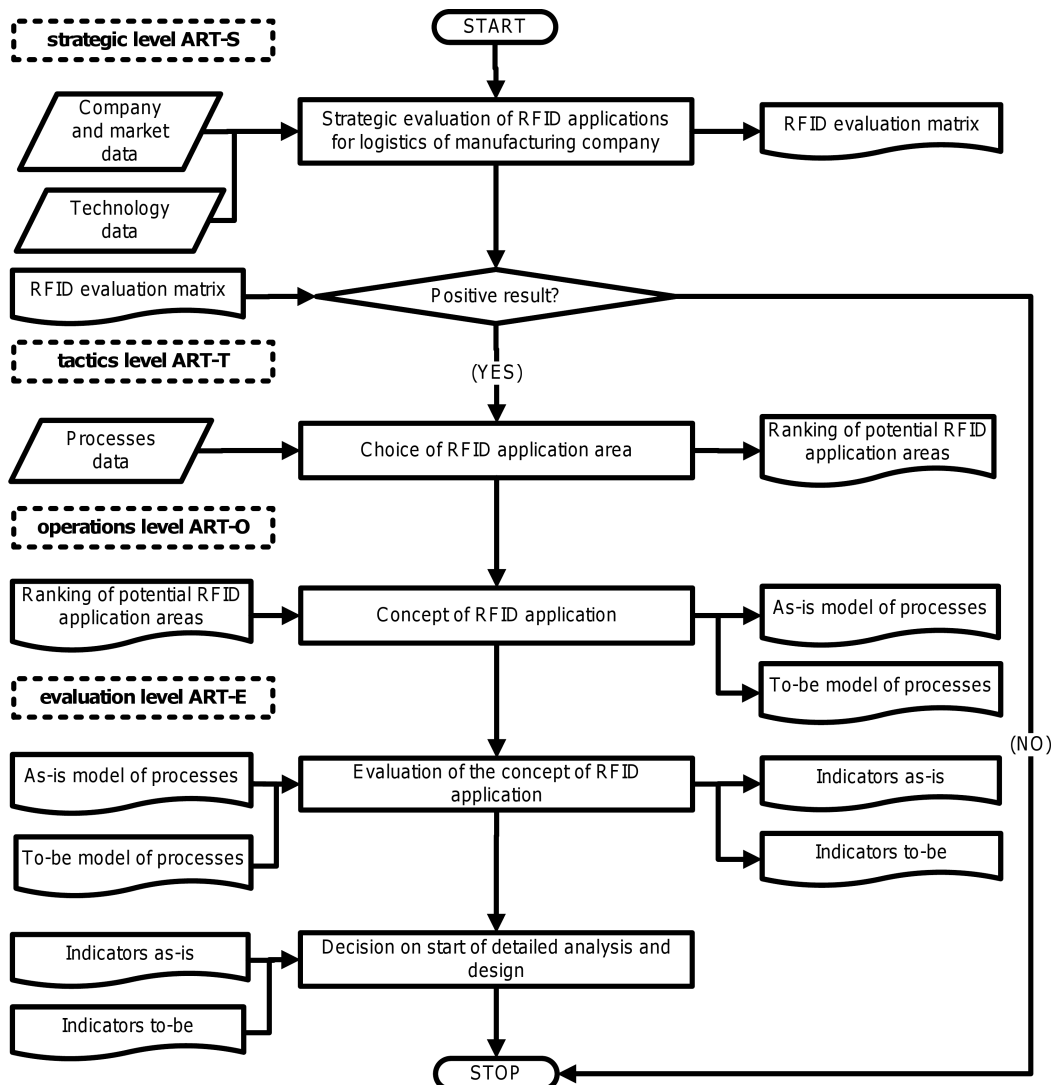 START
strategic level ART-S
Company
and market
data
Strategic evaluation of RFID applications
for logistics of manufacturing company
RFID evaluation matrix
Technology
data
RFID evaluation matrix
Positive result?
tactics level ART-T
(YES)
Processes
data
Choice of RFID application area
Ranking of potential RFID
application areas
operations level ART-O
Ranking of potential RFID
application areas
Concept of RFID application
As-is model of processes
To-be model of processes
evaluation level ART-E
(NO)
As-is model of processes
Evaluation of the concept of RFID
application
Indicators as-is
To-be model of processes
Indicators to-be
Indicators as-is
Decision on start of detailed analysis and
design
Indicators to-be
STOP